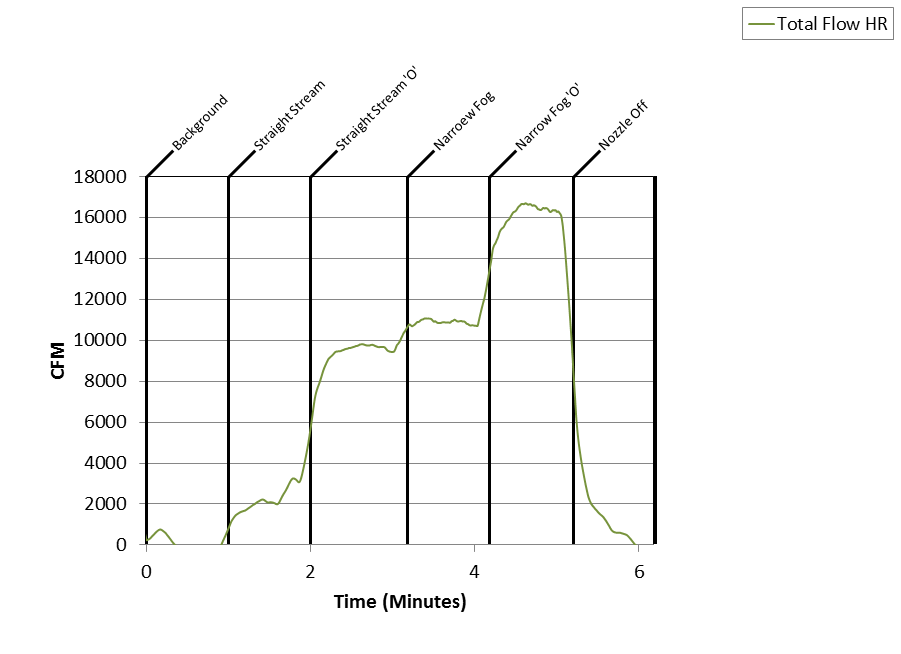 Total Flow HR
Background
Straight Stream
Straight Stream 'O'
Narroew Fog
Narrow Fog 'O'
Nozzle Off
18000
16000
14000
12000
10000
8000
6000
4000
2000
0
CFM
0 2 4 6
Time (Minutes)